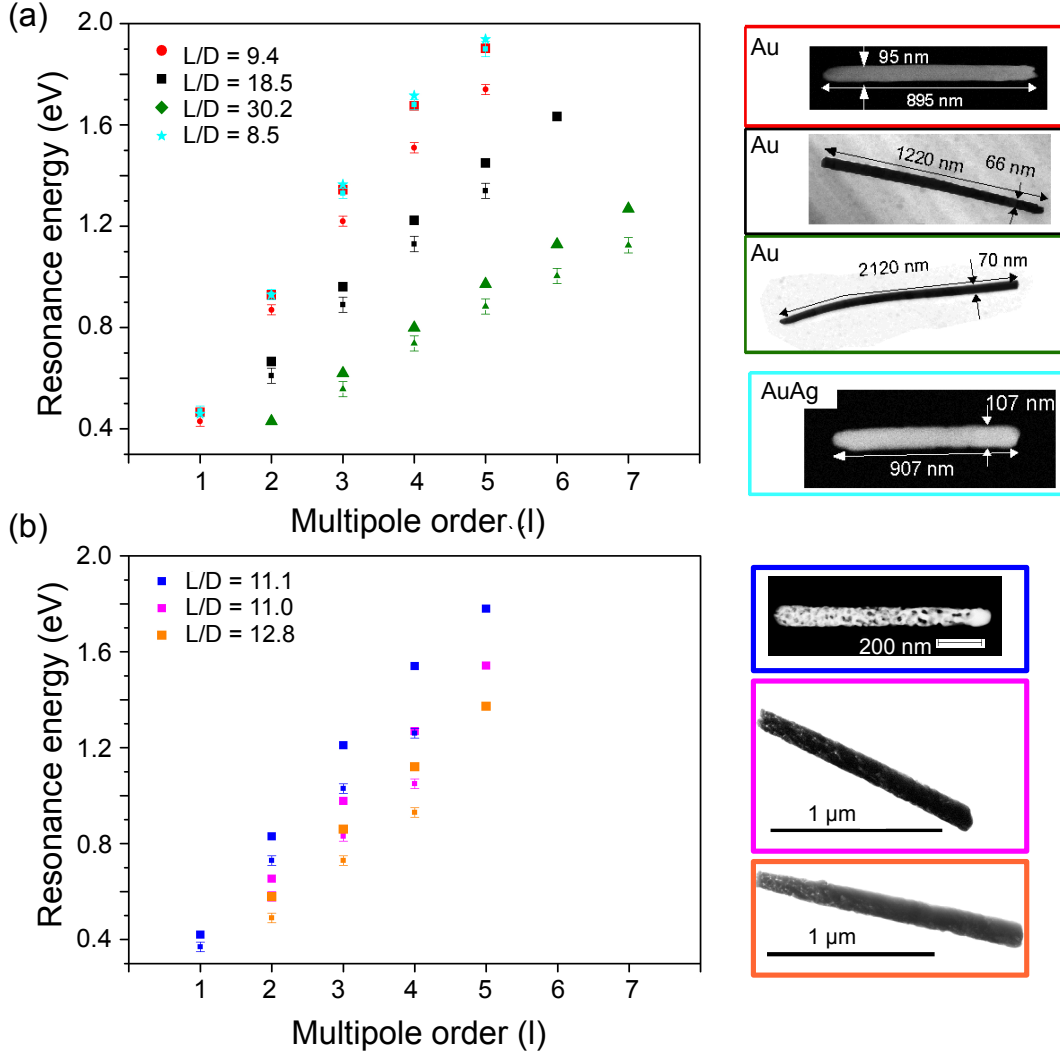 (a)
2.0
1.6
1.2
0.8
0.4
Resonance energy (eV)
L/D = 9.4
L/D = 18.5
L/D = 30.2
L/D = 8.5
1 2 3 4 5 6 7
Multipole order (l)
Au
95 nm
895 nm
Au
1220 nm
66 nm
Au
2120 nm
70 nm
AuAg
107 nm
907 nm
(b)
2.0
1.6
1.2
0.8
0.4
Resonance energy (eV)
L/D = 11.1
L/D = 11.0
L/D = 12.8
1 2 3 4 5 6 7
Multipole order (l)
200 nm
1 µm
1 µm